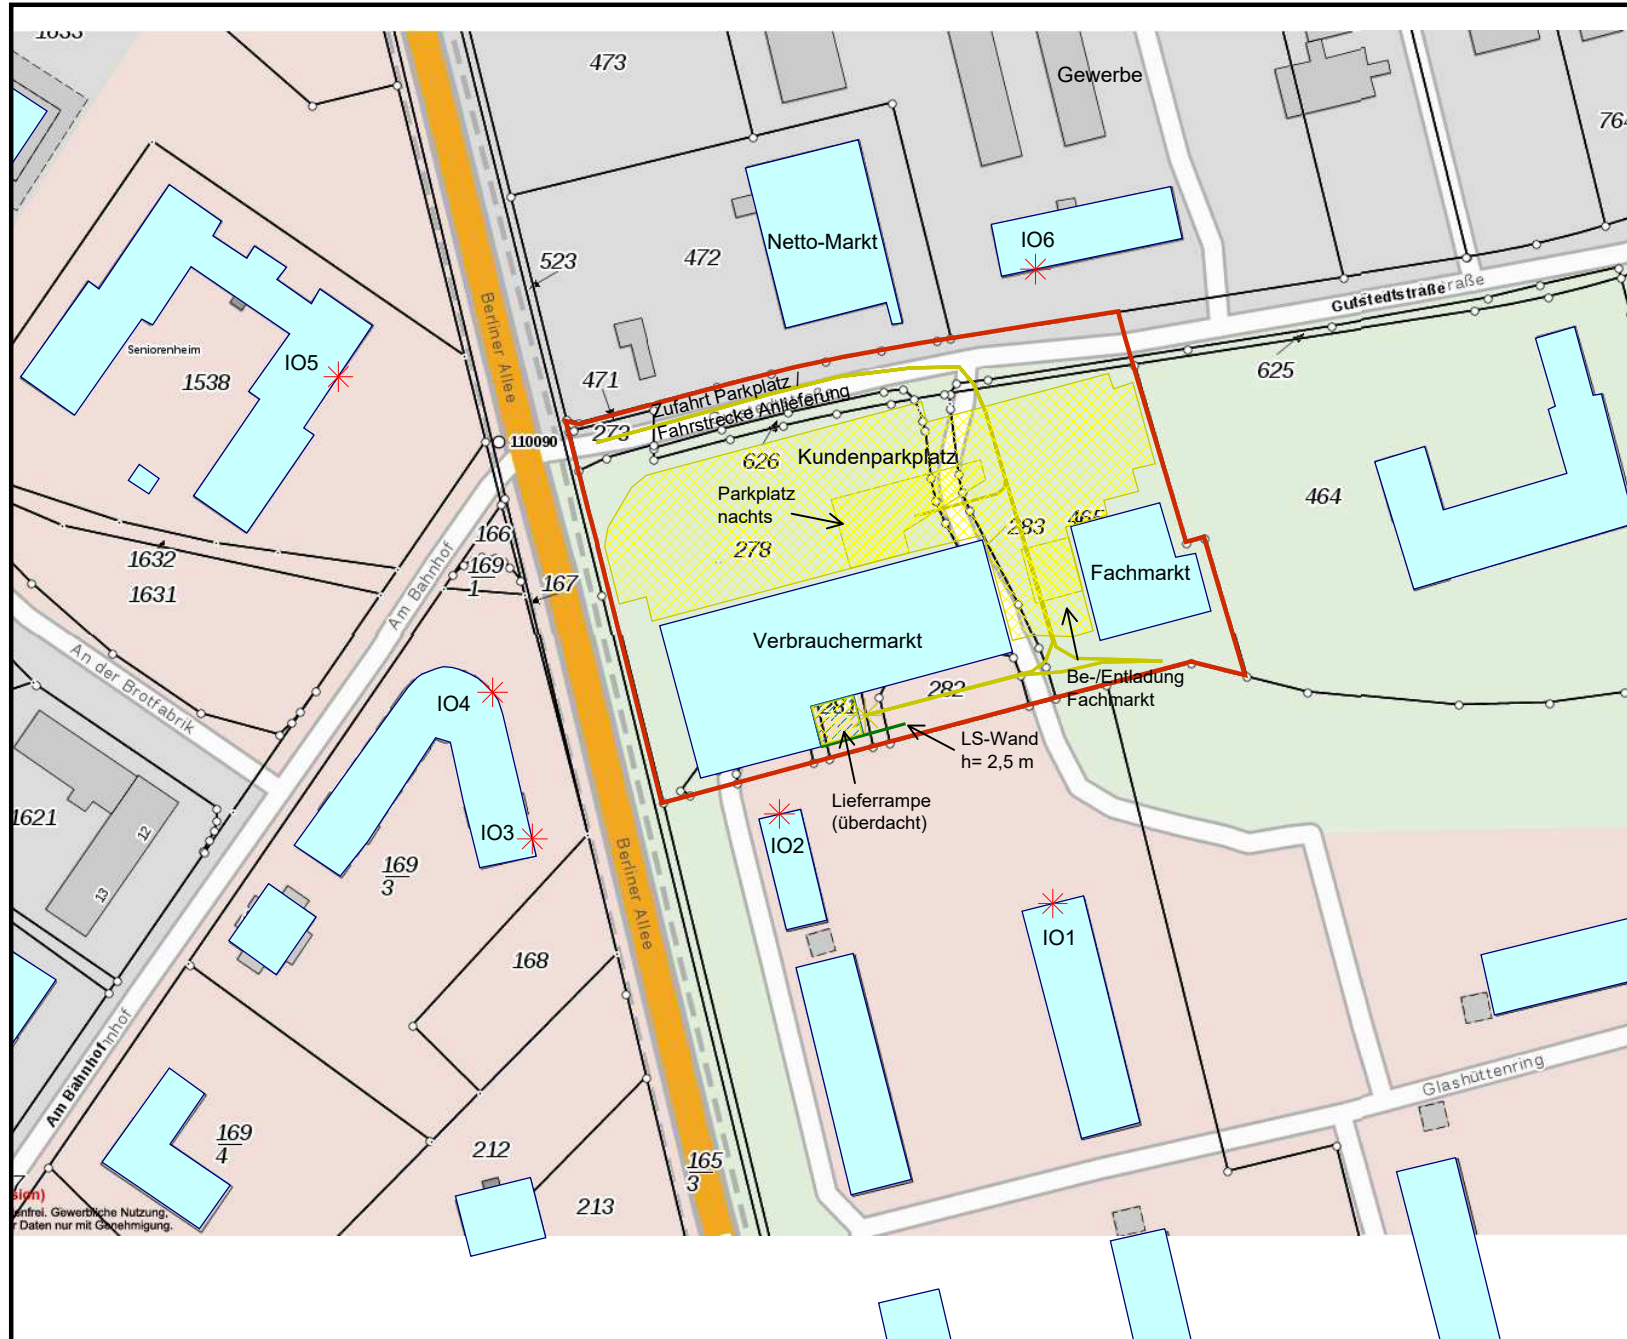 1033
473
Gewerbe
764
Netto-Markt
IO6
472
523
Berliner Allee
Gutstedtstraße
625
Seniorenheim
IO5
1538
471
Zufahrt Parkplatz /
Fahrstrecke Anlieferung
273
110090
626
Kundenparkplatz
Parkplatz
nachts
464
283
465
278
166
169
1
167
1632
1631
Am Bahnhof
Fachmarkt
Verbrauchermarkt
An der Brotfabrik
Be-/Entladung
Fachmarkt
282
281
IO4
LS-Wand
h= 2,5 m
Lieferrampe
(überdacht)
1621
12
13
IO3
169
3
IO2
Berliner Allee
IO1
168
Am Bahnhof
Glashüttenring
169
4
212
165
3
213
7
sion)
enfrei. Gewerbliche Nutzung,
r Daten nur mit Genehmigung.